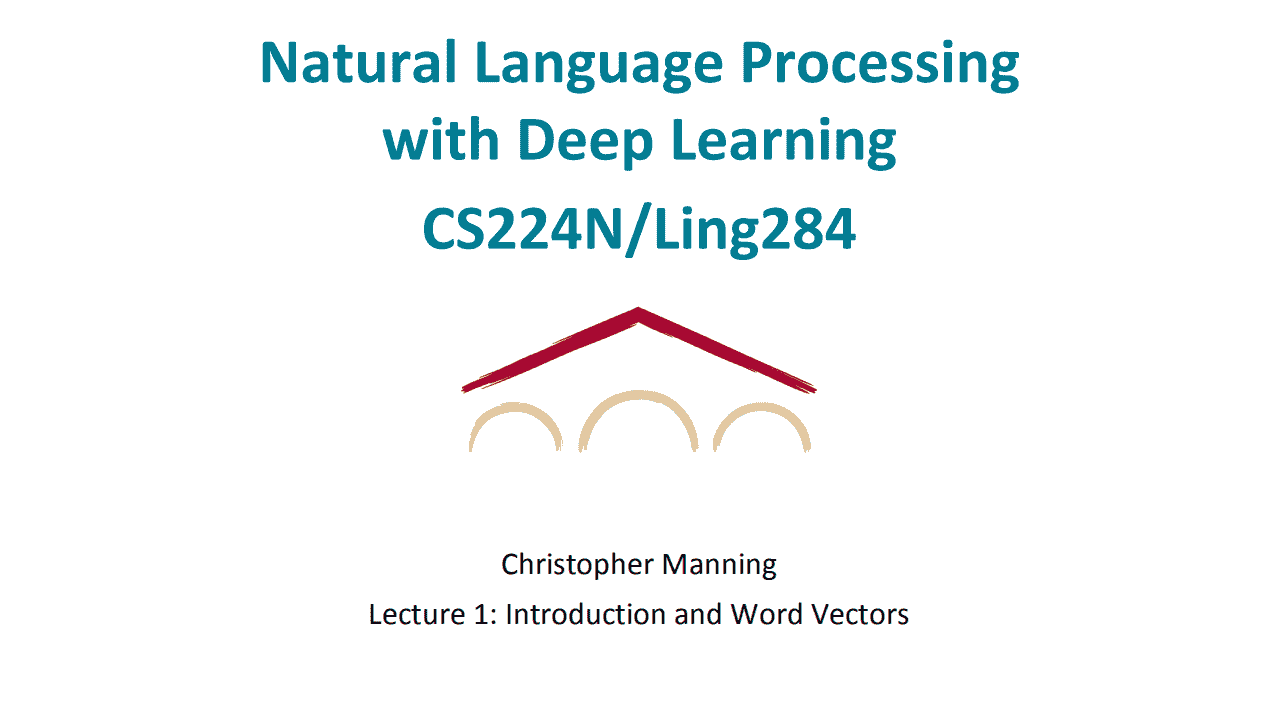 Natural Language Processing
with Deep Learning
CS224N/Ling284
Christopher Manning
Lecture 1: Introduction and Word Vectors